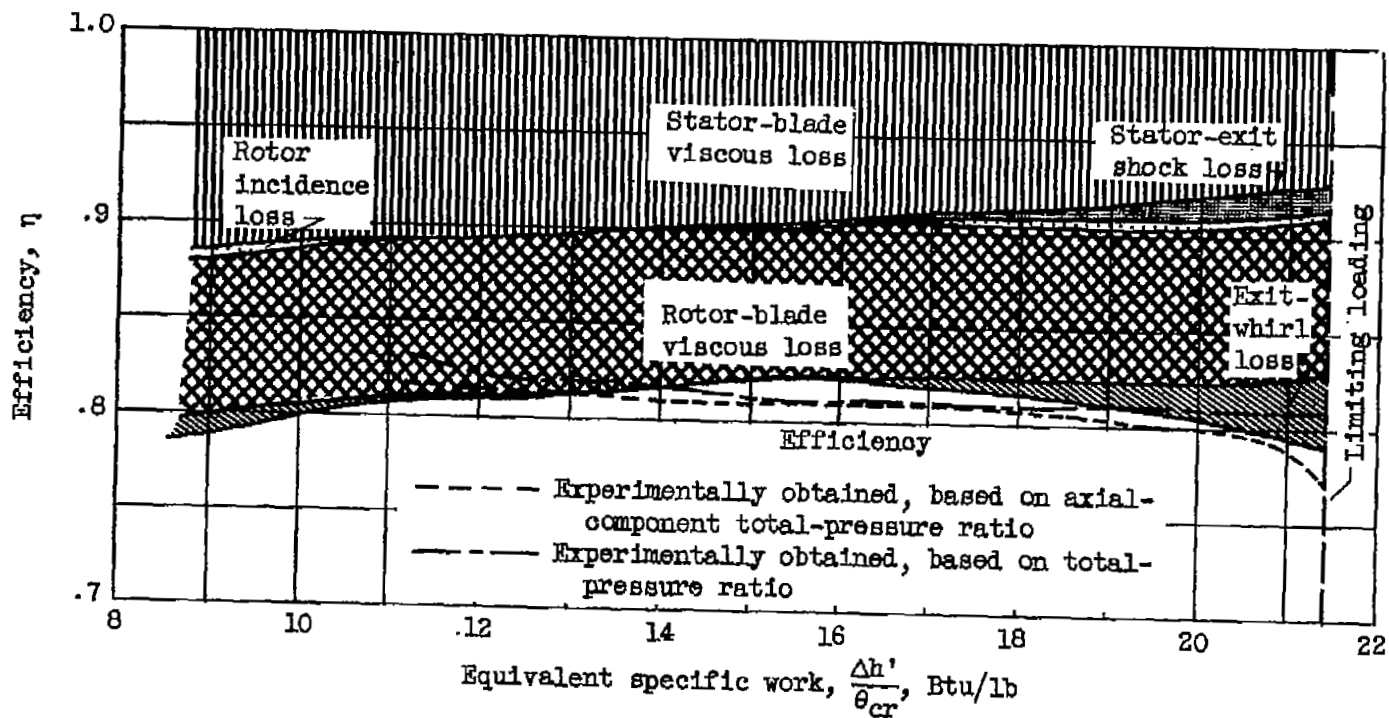 1.0
.9
.8
.7
Efficiency, η
Rotor
incidence
loss
Stator-blade
viscous loss
Stator-exit
shock loss
Rotor-blade
viscous loss
Exit-
whirl
loss
Limiting loading
Efficiency
Experimentally obtained, based on axial-
component total-pressure ratio
Experimentally obtained, based on total-
pressure ratio
8 10 .12 14 16 18 20 22
Equivalent specific work, Δh'/θcr, Btu/lb